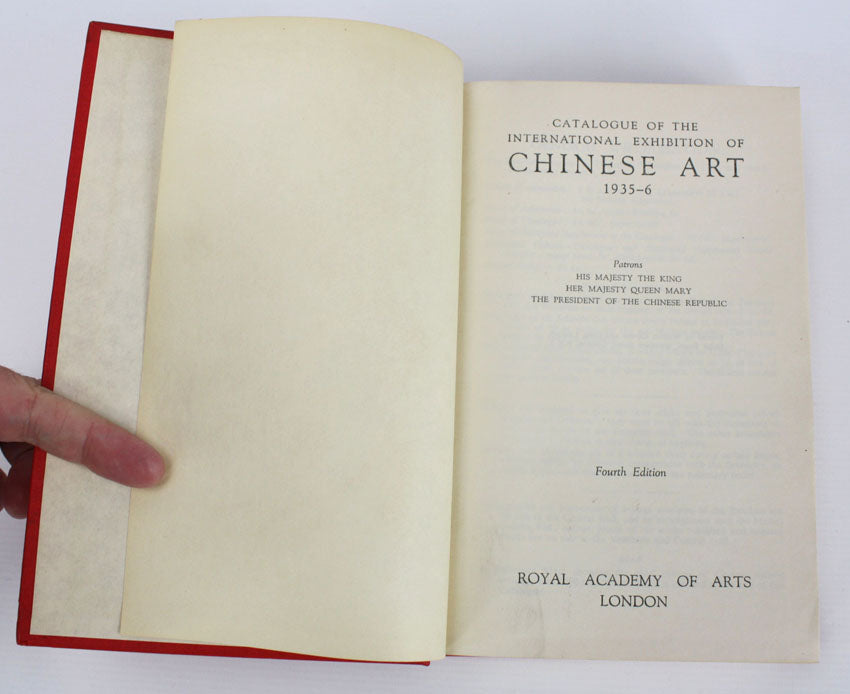 CATALOGUE OF THE
INTERNATIONAL EXHIBITION OF
CHINESE ART
1935–6
Patrons
HIS MAJESTY THE KING
HER MAJESTY QUEEN MARY
THE PRESIDENT OF THE CHINESE REPUBLIC
Fourth Edition
ROYAL ACADEMY OF ARTS
LONDON